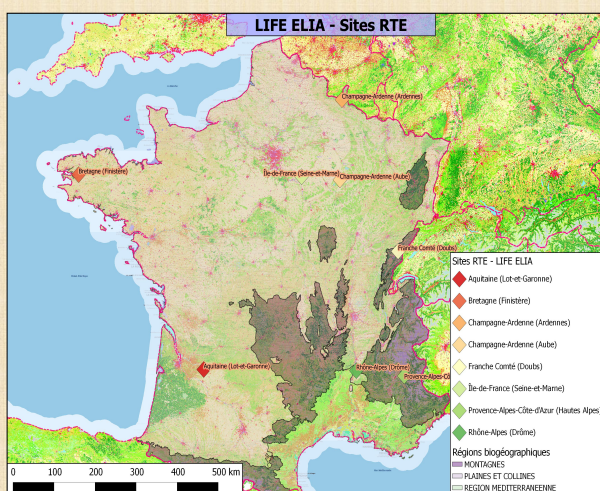 LIFE ELIA - Sites RTE
Champagne-Ardenne (Ardennes)
Bretagne (Finistère)
Île-de-France (Seine-et-Marne)
Champagne-Ardenne (Aube)
Franche Comté (Doubs)
Aquitaine (Lot-et-Garonne)
Rhône-Alpes (Drôme)
Provence-Alpes-Cô
Sites RTE - LIFE ELIA
Aquitaine (Lot-et-Garonne)
Bretagne (Finistère)
Champagne-Ardenne (Ardennes)
Champagne-Ardenne (Aube)
Franche Comté (Doubs)
Île-de-France (Seine-et-Marne)
Provence-Alpes-Côte-d'Azur (Hautes Alpes)
Rhône-Alpes (Drôme)
Régions biogéographiques
MONTAGNES
PLAINES ET COLLINES
REGION MEDITERRANEENNE
0 100 200 300 400 500 km